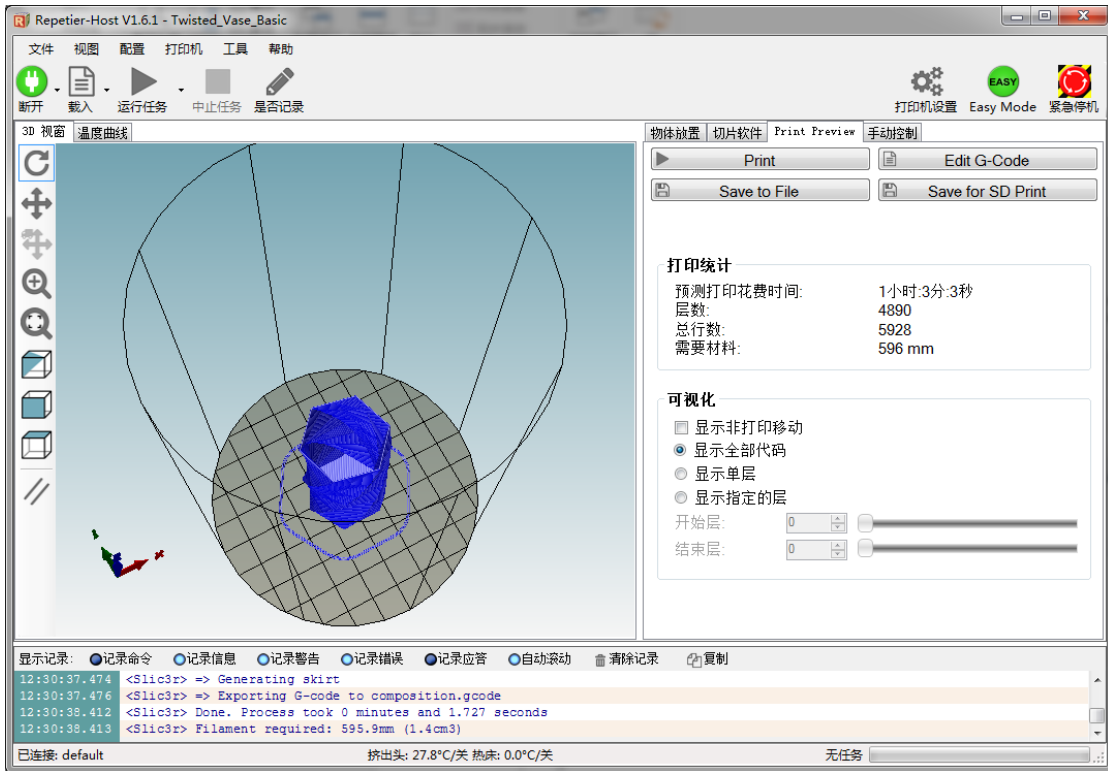 Repetier-Host V1.6.1 - Twisted_Vase_Basic
文件 视图 配置 打印机 工具 帮助
断开 载入 运行任务 中止任务 是否记录 打印机设置 EASY Easy Mode 紧急停机
3D 视窗 温度曲线 物体放置 切片软件 Print Preview 手动控制
Print Edit G-Code
Save to File Save for SD Print
打印统计
预测打印花费时间: 1小时:3分:3秒
层数: 4890
总行数: 5928
需要材料: 596 mm
可视化
显示非打印移动
显示全部代码
显示单层
显示指定的层
开始层: 0
结束层: 0
显示记录: 记录命令 记录信息 记录警告 记录错误 记录应答 自动滚动 清除记录 复制
12:30:37.474 <Slic3r> => Generating skirt
12:30:37.476 <Slic3r> => Exporting G-code to composition.gcode
12:30:38.412 <Slic3r> Done. Process took 0 minutes and 1.727 seconds
12:30:38.413 <Slic3r> Filament required: 595.9mm (1.4cm3)
已连接: default 挤出头: 27.8°C/关 热床: 0.0°C/关 无任务